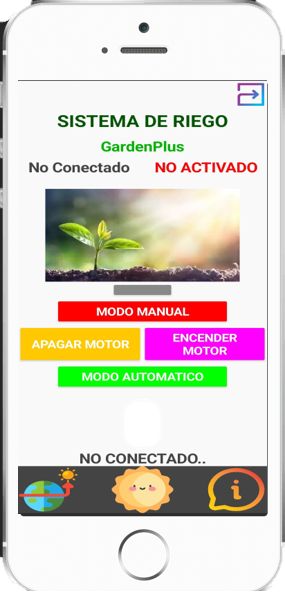 SISTEMA DE RIEGO
GardenPlus
No Conectado NO ACTIVADO
MODO MANUAL
APAGAR MOTOR
ENCENDER
MOTOR
MODO AUTOMATICO
NO CONECTADO..
i